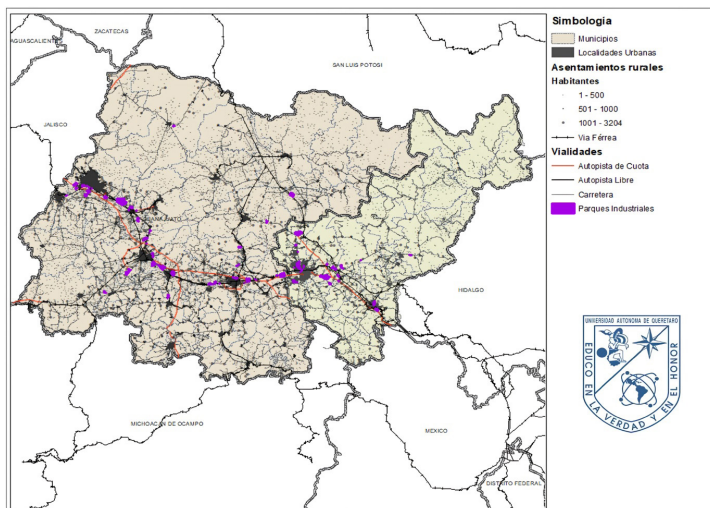 ZACATECAS
AGUASCALIENTES
SAN LUIS POTOSI
JALISCO
GUANAJUATO
HIDALGO
MICHOACAN DE OCAMPO
MEXICO
DISTRITO FEDERAL
Simbologia
Municipios
Localidades Urbanas
Asentamientos rurales
Habitantes
1 - 500
501 - 1000
1001 - 3204
Via Férrea
Vialidades
Autopista de Cuota
Autopista Libre
Carretera
Parques Industriales
UNIVERSIDAD AUTONOMA DE QUERETARO
EDUCO EN LA VERDAD Y EN EL HONOR